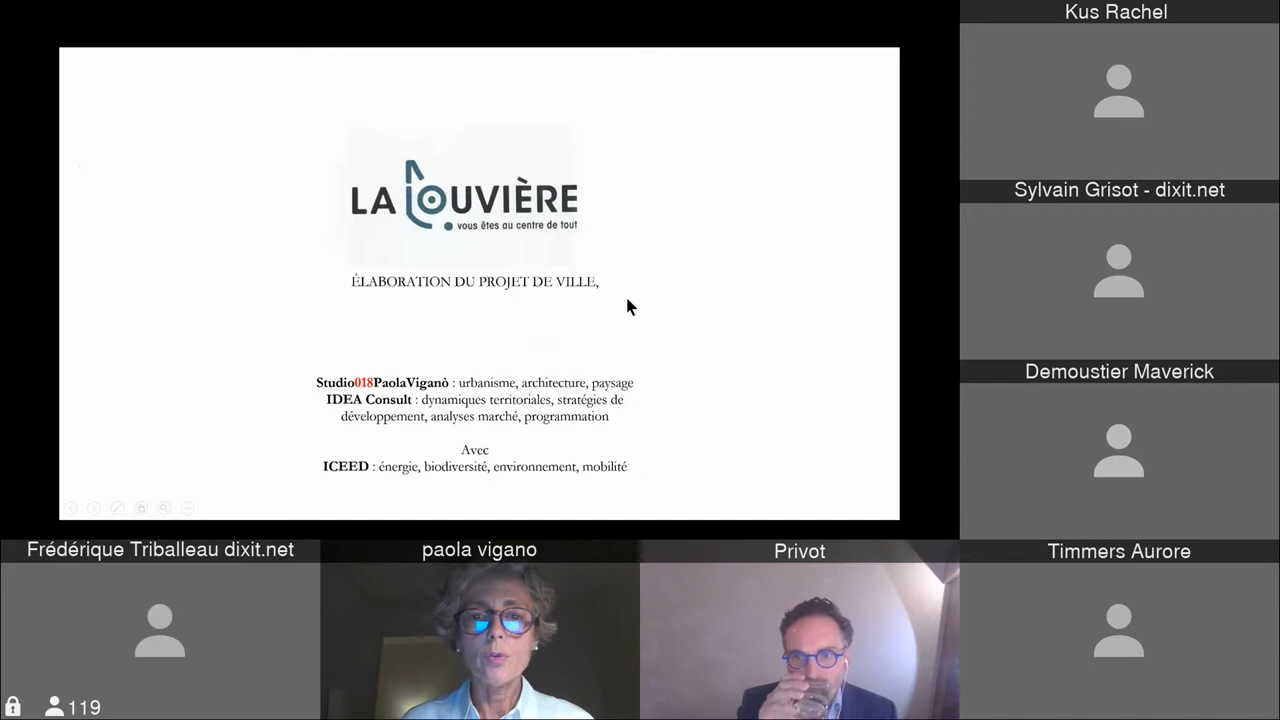 Kus Rachel
LA LOUVIÈRE
vous êtes au centre de tout
ÉLABORATION DU PROJET DE VILLE,
Studio018PaolaViganò : urbanisme, architecture, paysage
IDEA Consult : dynamiques territoriales, stratégies de
développement, analyses marché, programmation
Avec
ICEED : énergie, biodiversité, environnement, mobilité
Sylvain Grisot - dixit.net
Demoustier Maverick
Frédérique Triballeau dixit.net
paola vigano
Privot
Timmers Aurore
119